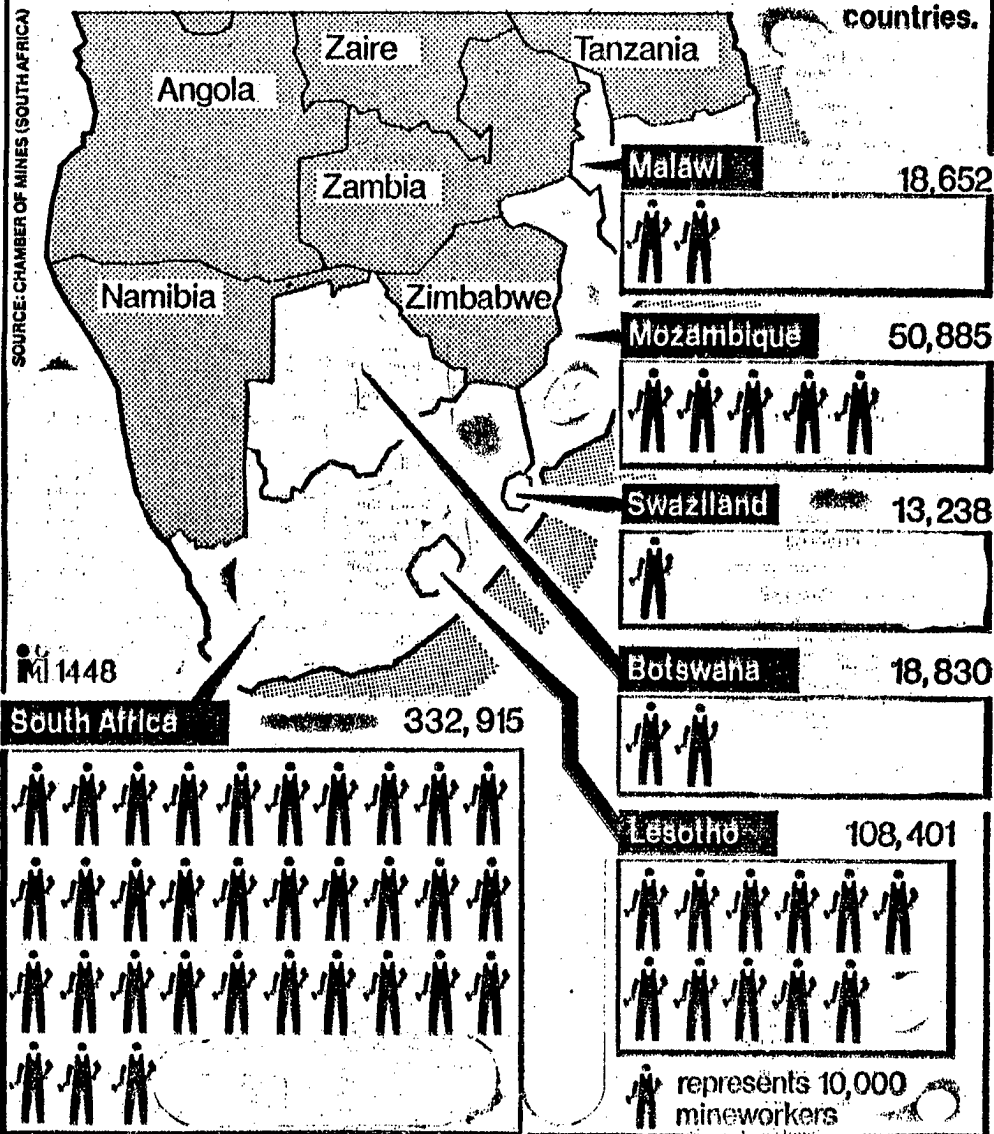 countries.
SOURCE: CHAMBER OF MINES (SOUTH AFRICA)
Angola
Zaire
Tanzania
Zambia
Namibia
Zimbabwe
Malawi
18,652
Mozambique
50,885
Swaziland
13,238
Botswana
18,830
Lesotho
108,401
1448
South Africa
332,915
represents 10,000
mineworkers